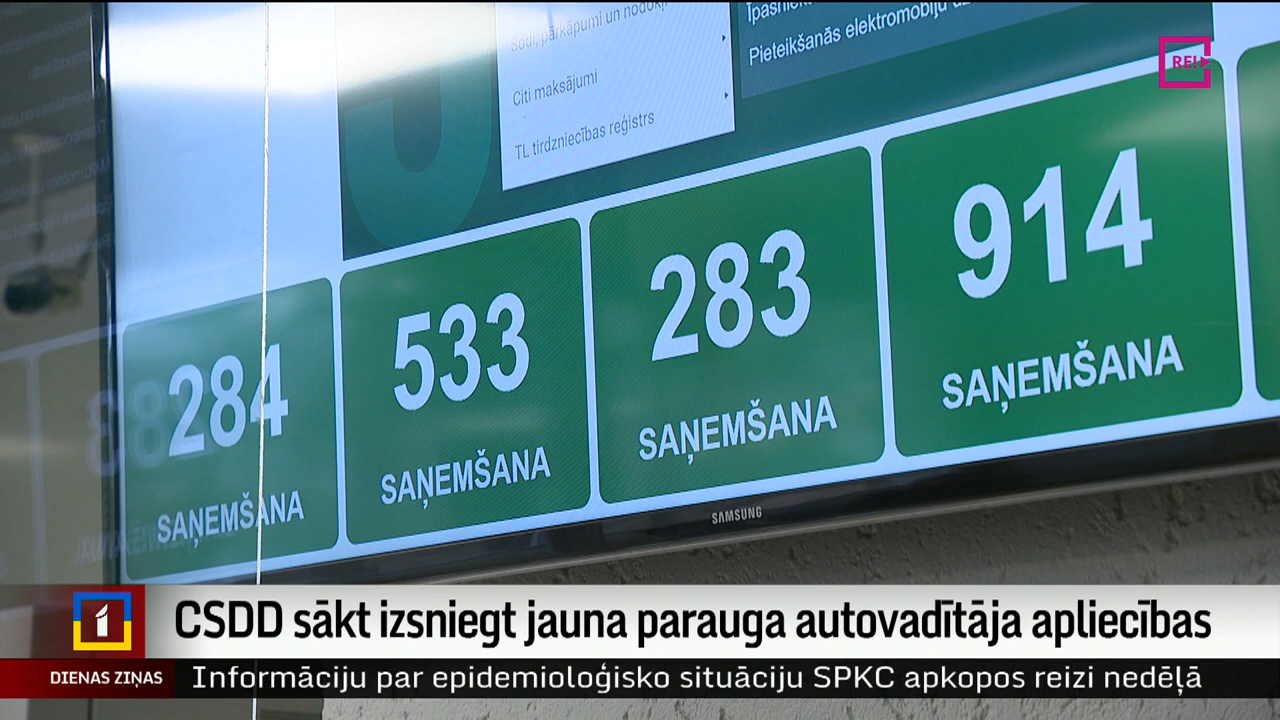 Sodi, pārkāpumi un nodokļi
Citi maksājumi
TL tirdzniecības reģistrs
Pieteikšanās elektromobiļu
REI
284
SAŅEMŠANA
533
SAŅEMŠANA
283
SAŅEMŠANA
914
SAŅEMŠANA
SAMSUNG
1
CSDD sākt izsniegt jauna parauga autovadītāja apliecības
DIENAS ZIŅAS
Informāciju par epidemioloģisko situāciju SPKC apkopos reizi nedēļā